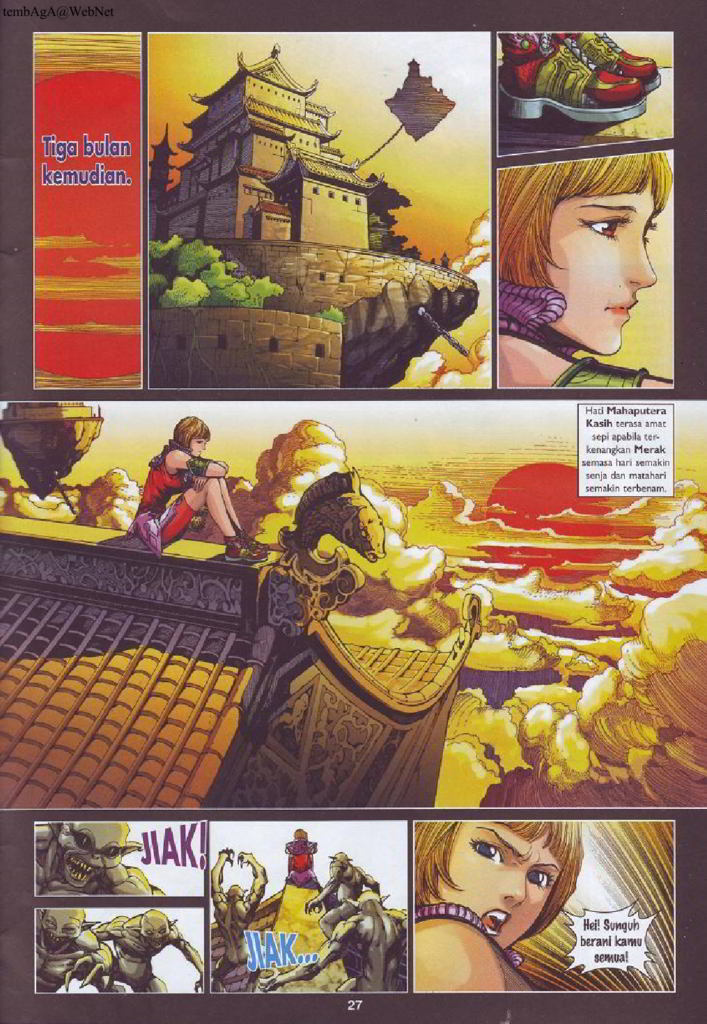 tembAgA@WebNet
Tiga bulan
kemudian.
Hati Mahaputera
Kasih terasa amat
sepi apabila ter-
kenangkan Merak
semasa hari semakin
senja dan matahari
semakin terbenam.
JIAK!
JIAK...
Hei! Sungguh
berani kamu
semua!
27